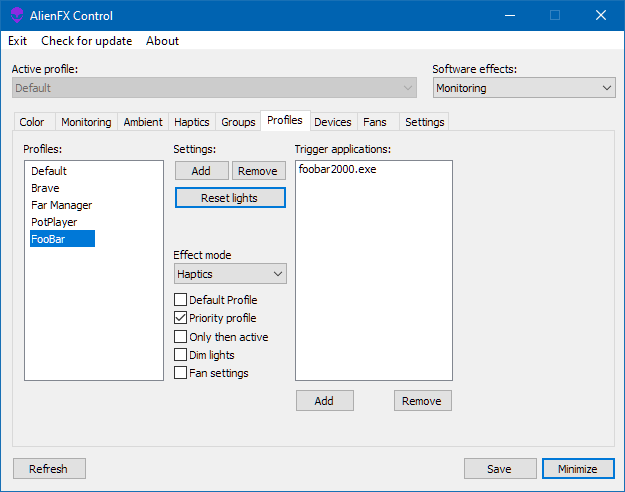 AlienFX Control
Exit Check for update About
Active profile: Software effects:
Default Monitoring
Color Monitoring Ambient Haptics Groups Profiles Devices Fans Settings
Profiles: Settings: Trigger applications:
Default
Brave
Far Manager
PotPlayer
FooBar
Add Remove
Reset lights
Effect mode
Haptics
Default Profile
Priority profile
Only then active
Dim lights
Fan settings
foobar2000.exe
Add Remove
Refresh Save Minimize